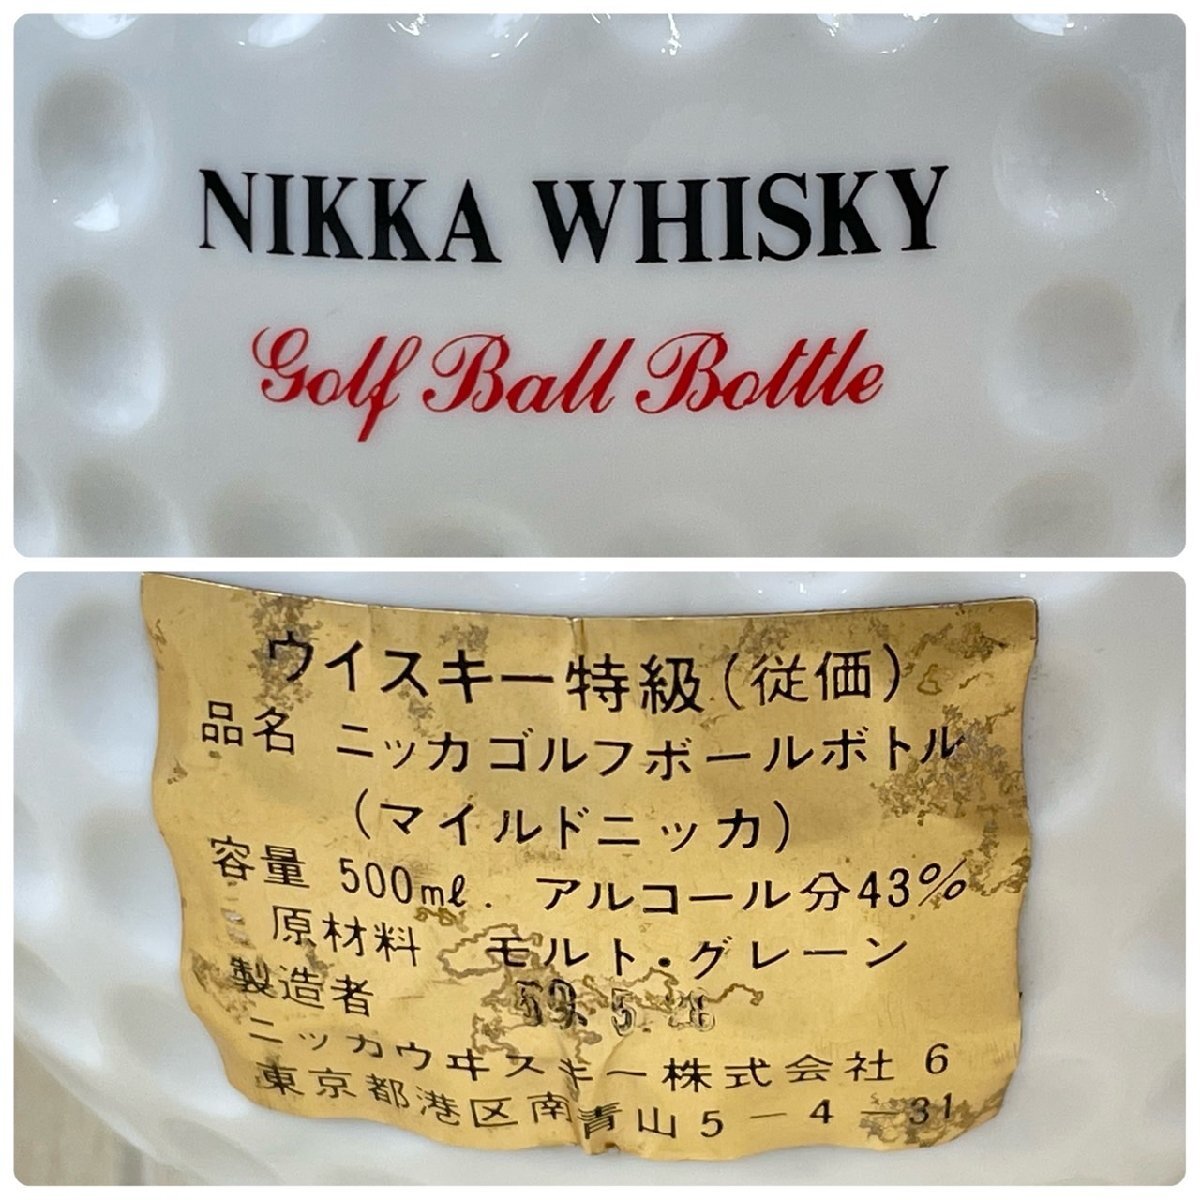 NIKKA WHISKY
Golf Ball Bottle
ウイスキー特級(従価)
品名 ニッカゴルフボールボトル
(マイルドニッカ)
容量 500ml. アルコール分43%
原材料 モルト・グレーン
製造者
ニッカウヰスキー株式会社 6
東京都港区南青山5-4-31